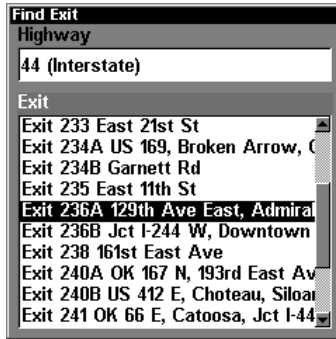 Find Exit
Highway
44 (Interstate)
Exit
Exit 233 East 21st St
Exit 234A US 169, Broken Arrow,
Exit 234B Garnett Rd
Exit 235 East 11th St
Exit 236A 129th Ave East, Admiral
Exit 236B Jct I-244 W, Downtown
Exit 238 161st East Ave
Exit 240A OK 167 N, 193rd East Av
Exit 240B US 412 E, Choteau, Siloa
Exit 241 OK 66 E, Catoosa, Jct I-44